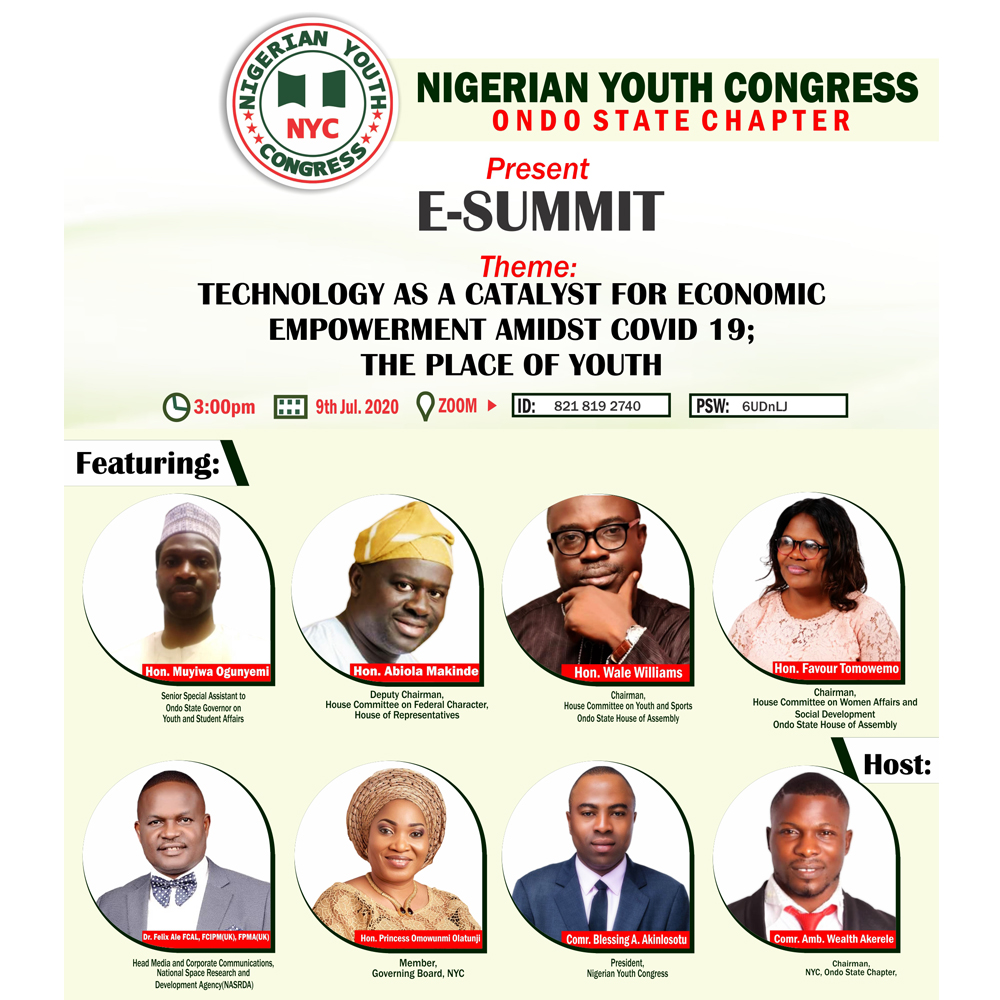 NIGERIAN YOUTH CONGRESS
NYC
NIGERIAN YOUTH CONGRESS
ONDO STATE CHAPTER
Present
E-SUMMIT
Theme:
TECHNOLOGY AS A CATALYST FOR ECONOMIC
EMPOWERMENT AMIDST COVID 19;
THE PLACE OF YOUTH
3:00pm 9th Jul. 2020 ZOOM ID: 821 819 2740 PSW: 6UDnLJ
Featuring:
Hon. Muyiwa Ogunyemi
Senior Special Assistant to
Ondo State Governor on
Youth and Student Affairs
Hon. Abiola Makinde
Deputy Chairman,
House Committee on Federal Character,
House of Representatives
Hon. Wale Williams
Chairman,
House Committee on Youth and Sports
Ondo State House of Assembly
Hon. Favour Tomowemo
Chairman,
House Committee on Women Affairs and
Social Development
Ondo State House of Assembly
Host:
Dr. Felix Ale FCAL, FCIPM(UK), FPMA(UK)
Head Media and Corporate Communications,
National Space Research and
Development Agency(NASRDA)
Hon. Princess Omowunmi Olatunji
Member,
Governing Board, NYC
Comr. Blessing A. Akinlosotu
President,
Nigerian Youth Congress
Comr. Amb. Wealth Akerele
Chairman,
NYC, Ondo State Chapter,